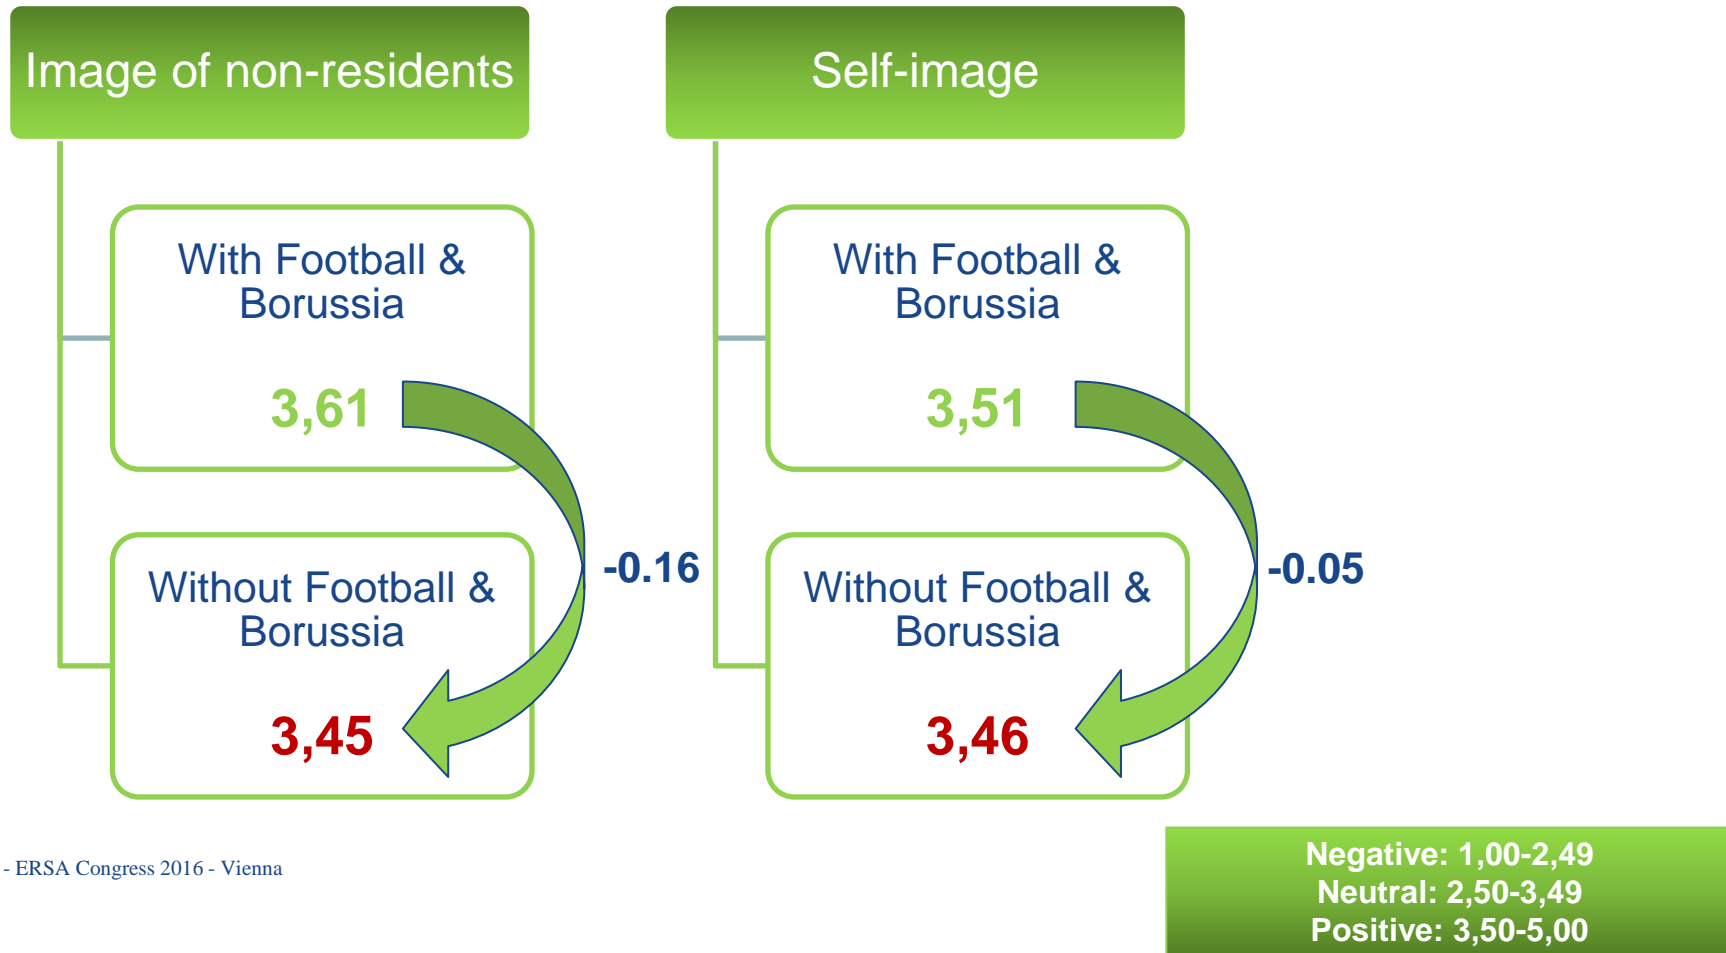 Image of non-residents
With Football &
Borussia
3,61
-0.16
Without Football &
Borussia
3,45
Self-image
With Football &
Borussia
3,51
-0.05
Without Football &
Borussia
3,46
- ERSA Congress 2016 - Vienna
Negative: 1,00-2,49
Neutral: 2,50-3,49
Positive: 3,50-5,00